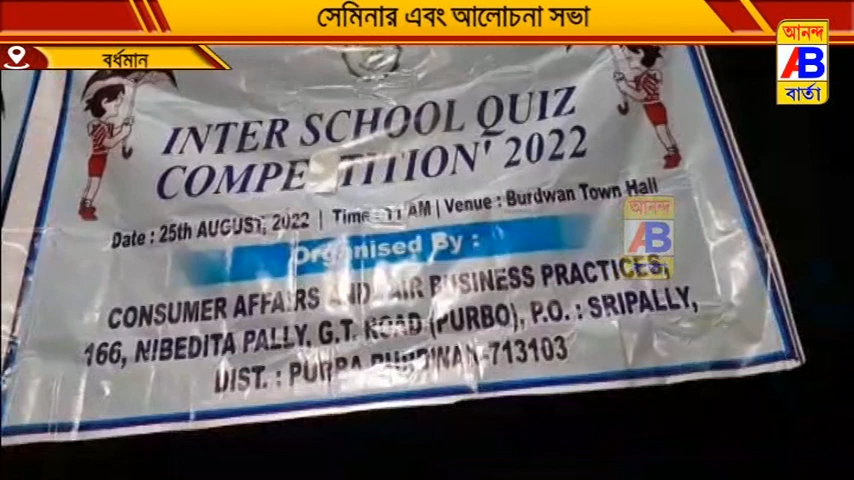 সেমিনার এবং আলোচনা সভা
বর্ধমান
আনন্দ
AB
বার্তা
INTER SCHOOL QUIZ
COMPETITION' 2022
Date : 25th AUGUST, 2022 | Time : 11 AM | Venue : Burdwan Town Hall
Organised By :
CONSUMER AFFAIRS AND FAIR BUSINESS PRACTICES,
166, NIBEDITA PALLY, G.T. ROAD (PURBO), P.O. : SRIPALLY,
DIST. : PURBA BURDWAN-713103
আনন্দ
AB